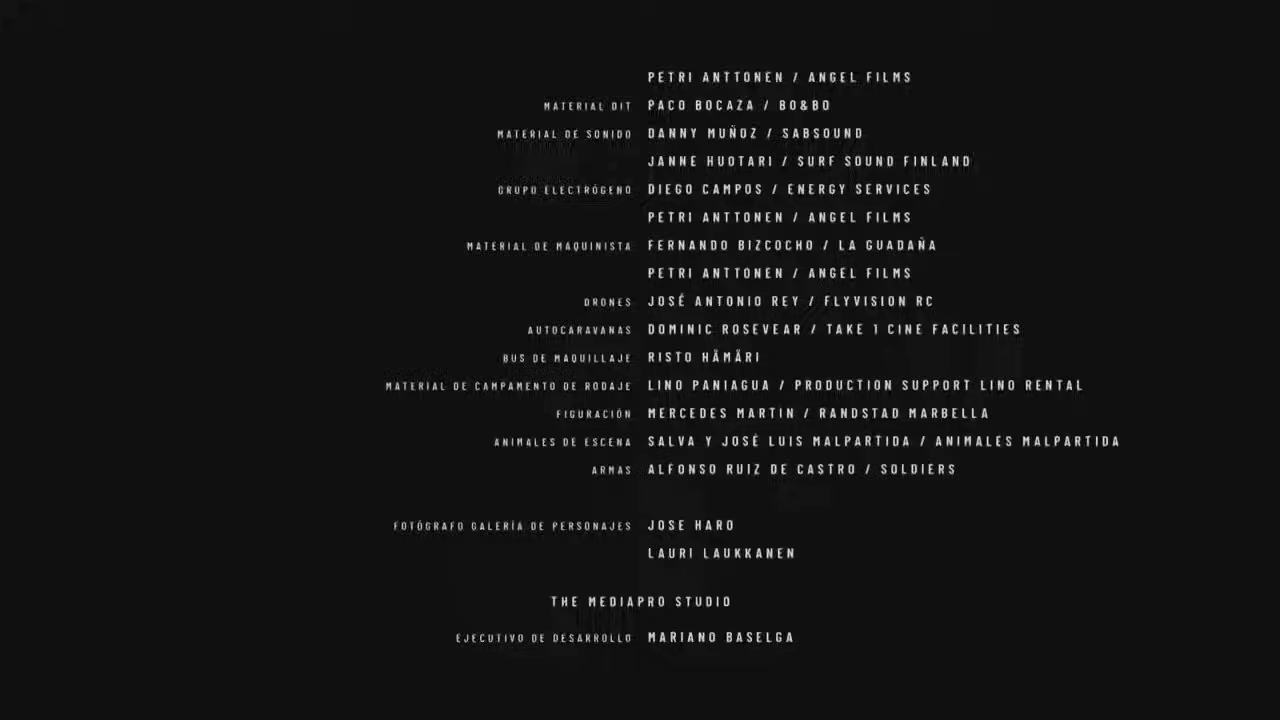 PETRI ANTTONEN / ANGEL FILMS
MATERIAL DIT PACO BOCAZA / BO&BO
MATERIAL DE SONIDO DANNY MUÑOZ / SABSOUND
JANNE HUOTARI / SURF SOUND FINLAND
GRUPO ELECTRÓGENO DIEGO CAMPOS / ENERGY SERVICES
PETRI ANTTONEN / ANGEL FILMS
MATERIAL DE MAQUINISTA FERNANDO BIZCOCHO / LA GUADAÑA
PETRI ANTTONEN / ANGEL FILMS
DRONES JOSÉ ANTONIO REY / FLYVISION RC
AUTOCARAVANAS DOMINIC ROSEVEAR / TAKE 1 CINE FACILITIES
BUS DE MAQUILLAJE RISTO HÄMÄRI
MATERIAL DE CAMPAMENTO DE RODAJE LINO PANIAGUA / PRODUCTION SUPPORT LINO RENTAL
FIGURACIÓN MERCEDES MARTIN / RANDSTAD MARBELLA
ANIMALES DE ESCENA SALVA Y JOSÉ LUIS MALPARTIDA / ANIMALES MALPARTIDA
ARMAS ALFONSO RUIZ DE CASTRO / SOLDIERS
FOTÓGRAFO GALERÍA DE PERSONAJES JOSE HARO
LAURI LAUKKANEN
THE MEDIAPRO STUDIO
EJECUTIVO DE DESARROLLO MARIANO BASELGA